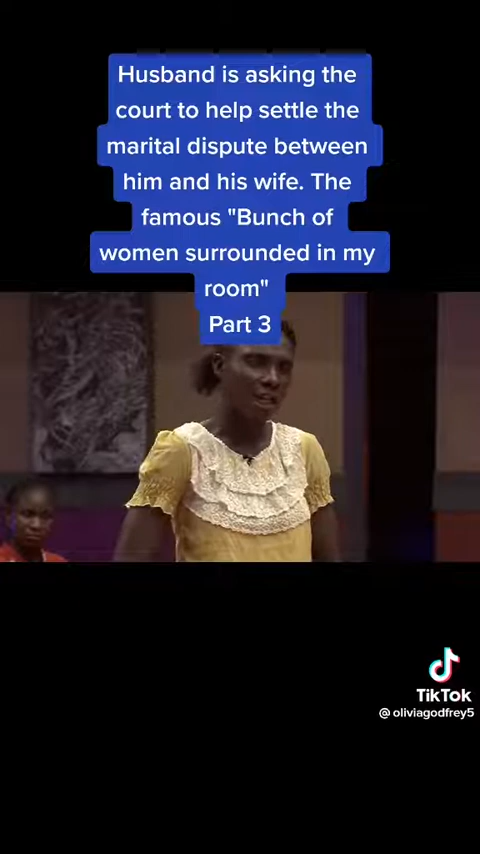 Husband is asking the
court to help settle the
marital dispute between
him and his wife. The
famous "Bunch of
women surrounded in my
room"
Part 3
TikTok
@ oliviagodfrey5